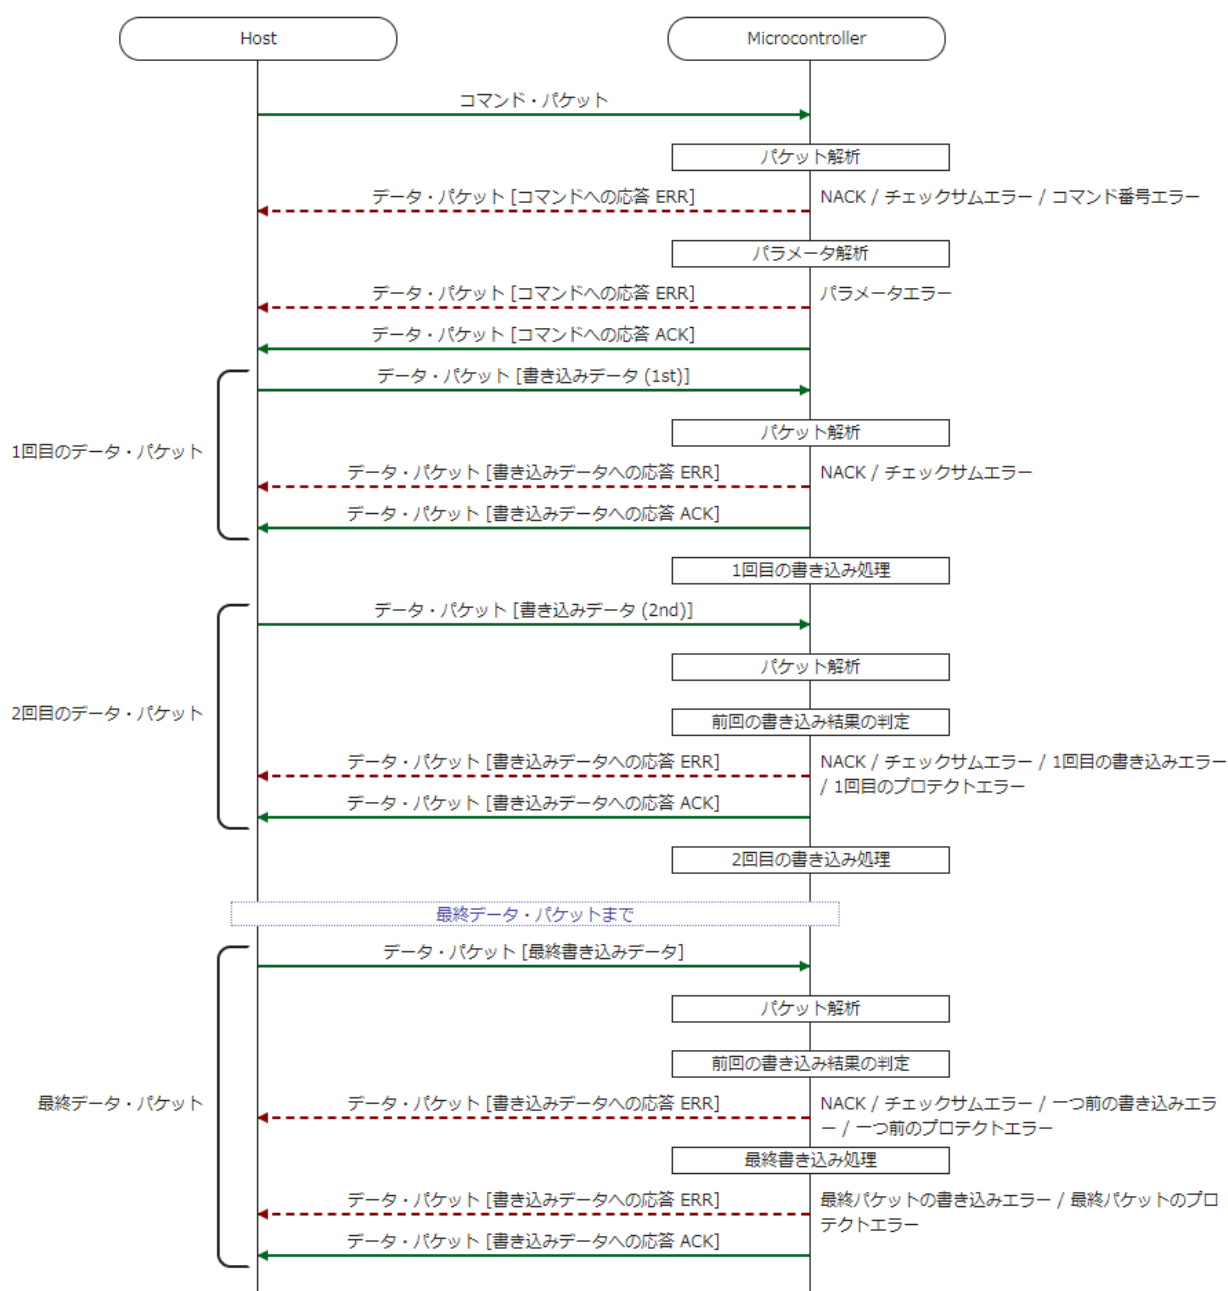 Host
Microcontroller
コマンド・パケット
パケット解析
データ・パケット [コマンドへの応答 ERR]
NACK / チェックサムエラー / コマンド番号エラー
パラメータ解析
データ・パケット [コマンドへの応答 ERR]
パラメータエラー
データ・パケット [コマンドへの応答 ACK]
データ・パケット [書き込みデータ (1st)]
パケット解析
1回目のデータ・パケット
データ・パケット [書き込みデータへの応答 ERR]
NACK / チェックサムエラー
データ・パケット [書き込みデータへの応答 ACK]
1回目の書き込み処理
データ・パケット [書き込みデータ (2nd)]
パケット解析
2回目のデータ・パケット
前回の書き込み結果の判定
データ・パケット [書き込みデータへの応答 ERR]
NACK / チェックサムエラー / 1回目の書き込みエラー
/ 1回目のプロテクトエラー
データ・パケット [書き込みデータへの応答 ACK]
2回目の書き込み処理
最終データ・パケットまで
データ・パケット [最終書き込みデータ]
パケット解析
前回の書き込み結果の判定
最終データ・パケット
データ・パケット [書き込みデータへの応答 ERR]
NACK / チェックサムエラー / 一つ前の書き込みエラ
ー / 一つ前のプロテクトエラー
最終書き込み処理
データ・パケット [書き込みデータへの応答 ERR]
最終パケットの書き込みエラー / 最終パケットのプロ
テクトエラー
データ・パケット [書き込みデータへの応答 ACK]